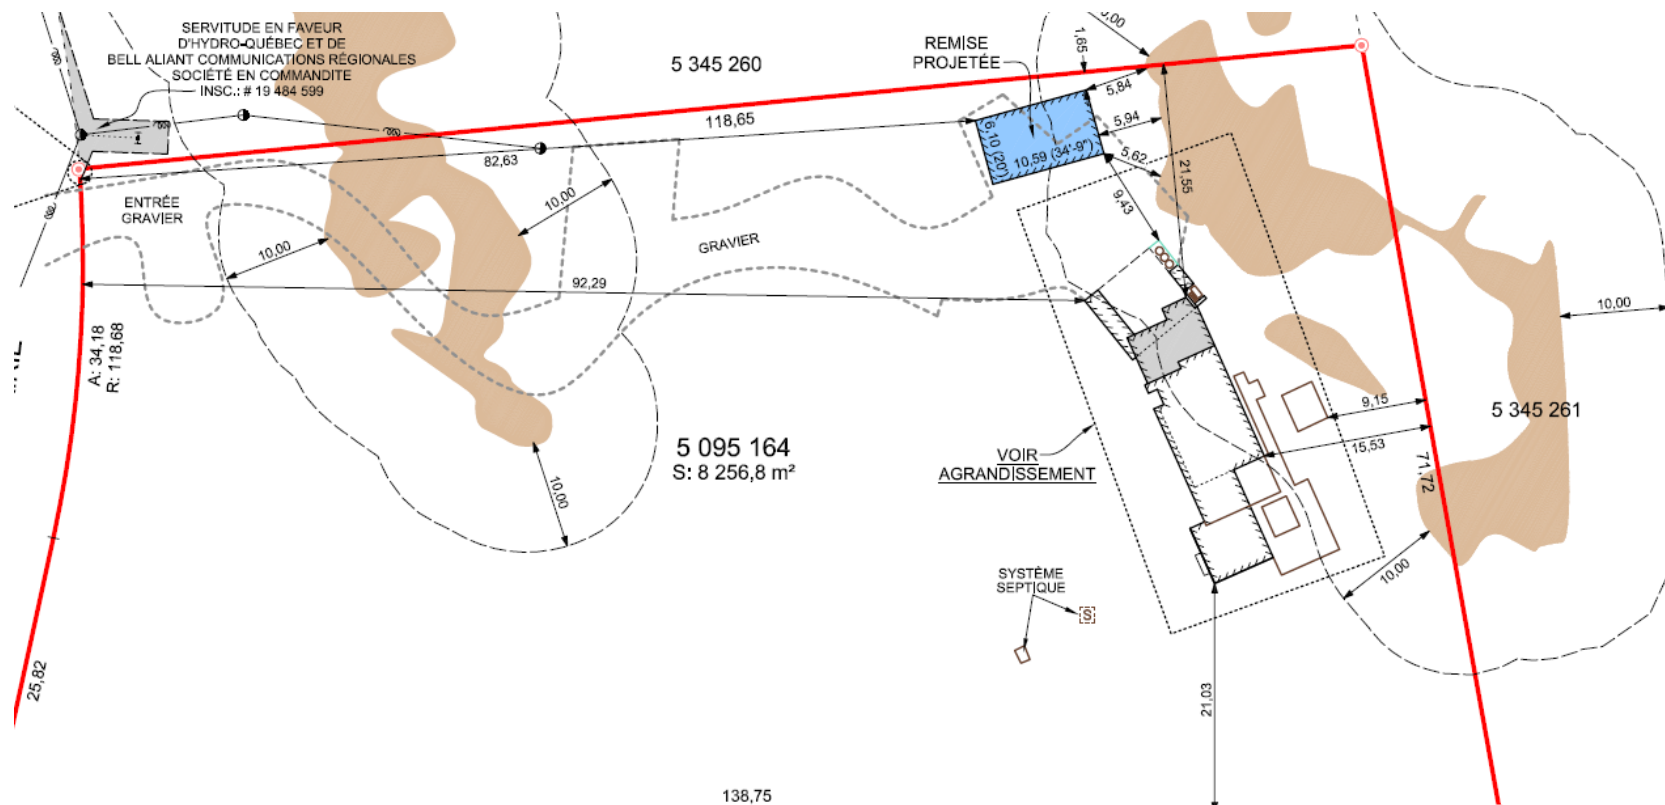 SERVITUDE EN FAVEUR
D'HYDRO-QUÉBEC ET DE
BELL ALIANT COMMUNICATIONS RÉGIONALES
SOCIÉTÉ EN COMMANDITE
INSC.: # 19 484 599
5 345 260
REMISE
PROJETÉE
1,65
5,84
118,65
5,94
6,10 (20')
10,59 (34'-9")
5,62
21,55
82,63
9,43
ENTRÉE
GRAVIER
10,00
10,00
GRAVIER
92,29
10,00
A: 34,18
R: 118,68
9,15
5 345 261
15,53
5 095 164
S: 8 256,8 m²
VOIR
AGRANDISSEMENT
71,72
10,00
10,00
SYSTÈME
SEPTIQUE
S
25,82
21,03
138,75